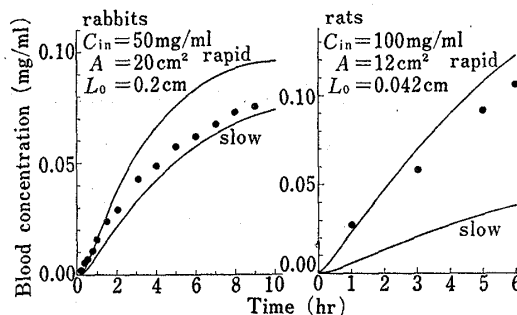 rabbits
C_in=50mg/ml
A=20cm² rapid
L₀=0.2cm
slow
0.10
0.05
0.00
0 2 4 6 8 10
rats
C_in=100mg/ml
A=12cm² rapid
L₀=0.042cm
slow
0.10
0.05
0.00
0 1 2 3 4 5 6
Blood concentration (mg/ml)
Time (hr)